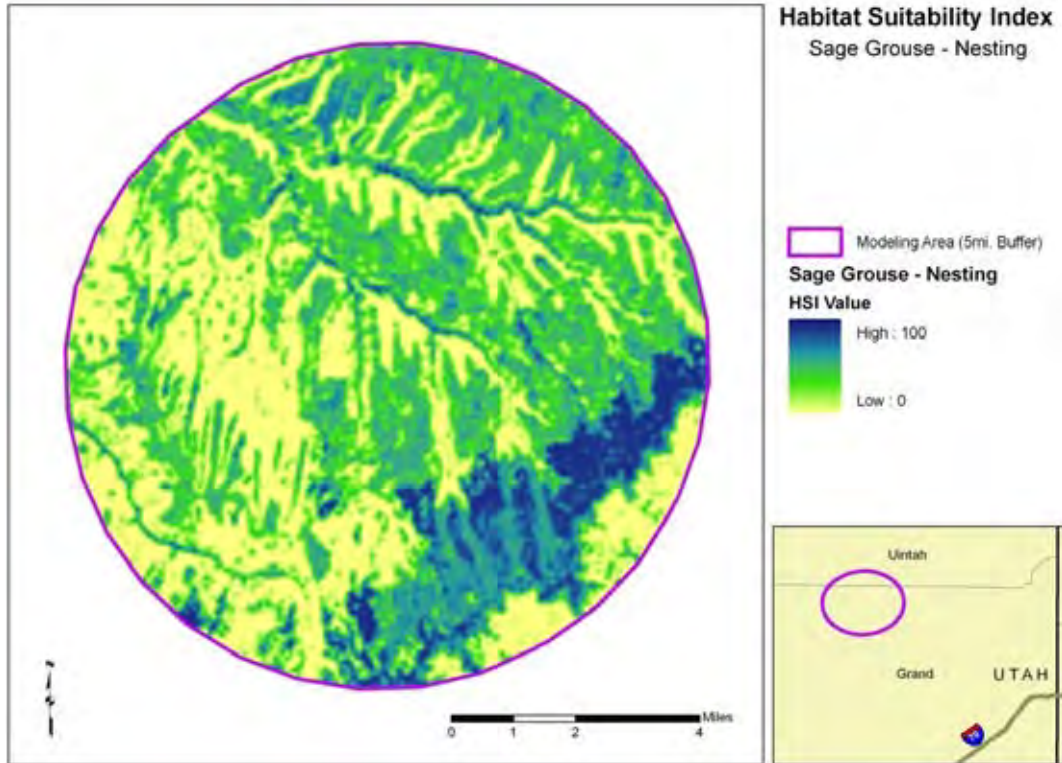 Habitat Suitability Index
Sage Grouse - Nesting
Modeling Area (5mi. Buffer)
Sage Grouse - Nesting
HSI Value
High : 100
Low : 0
Miles
0 1 2 4
Uintah
Grand
UTAH
70